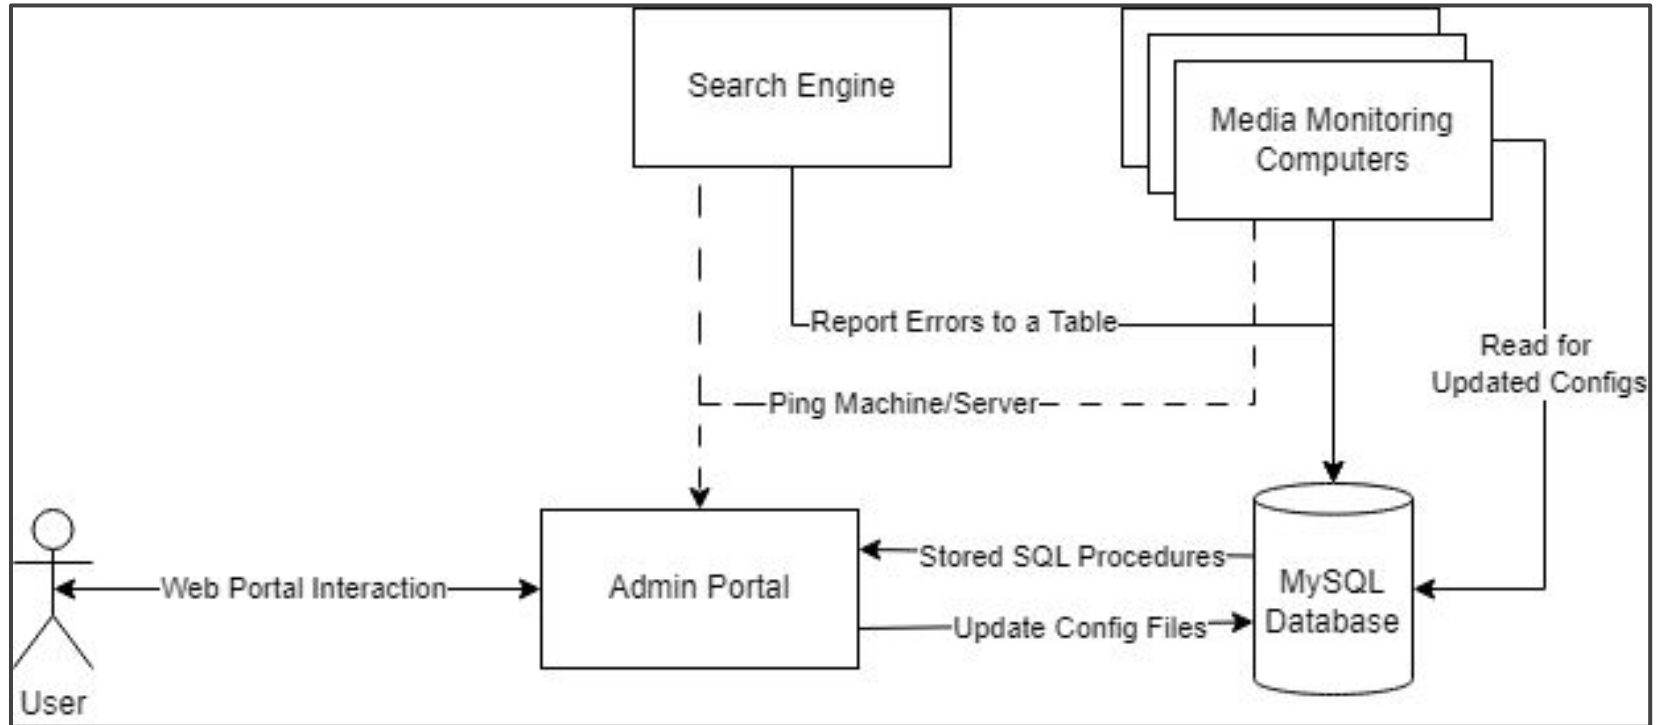 Search Engine
Media Monitoring
Computers
Report Errors to a Table
Read for
Updated Configs
Ping Machine/Server
Stored SQL Procedures
Web Portal Interaction
Admin Portal
MySQL
Database
Update Config Files
User